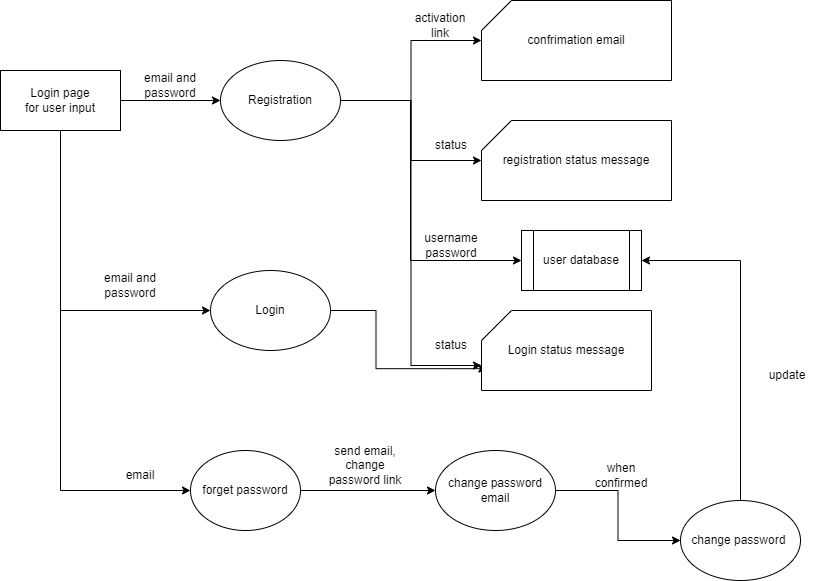 activation
link
confrimation email
email and
password
Login page
for user input
Registration
status
registration status message
username
password
user database
email and
password
Login
status
Login status message
update
send email,
change
password link
when
confirmed
email
forget password
change password
email
change password